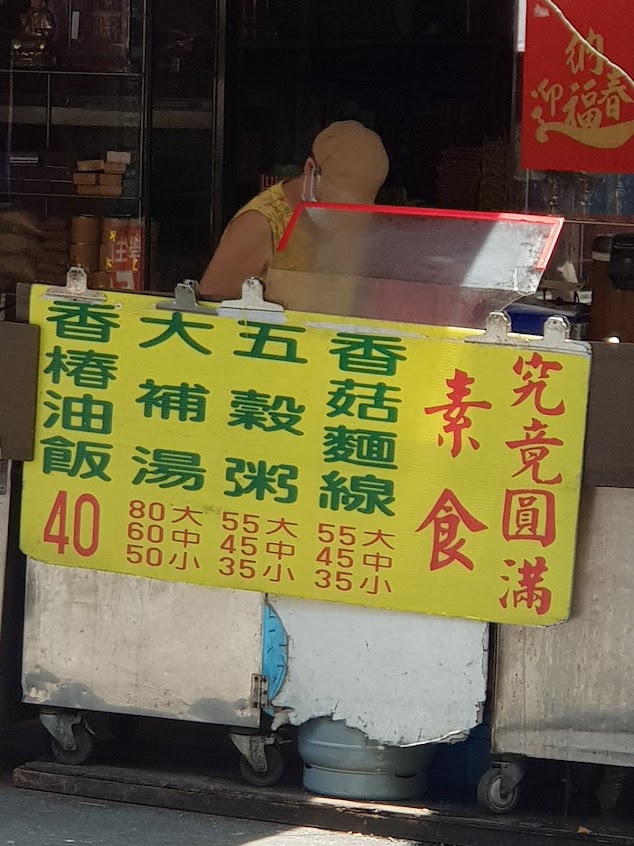 究竟圓滿
素食
香菇麵線
55大
45中
35小
五穀粥
55大
45中
35小
大補湯
80大
60中
50小
香椿油飯
40
迎春
納福